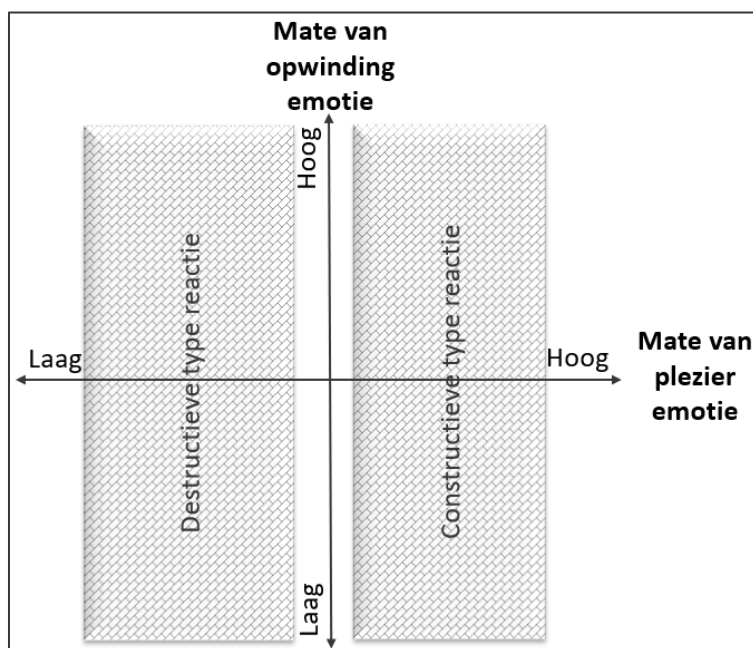 Mate van
opwinding
emotie
Hoog
Destructieve type reactie
Constructieve type reactie
Laag
Hoog
Mate van
plezier
emotie
Laag